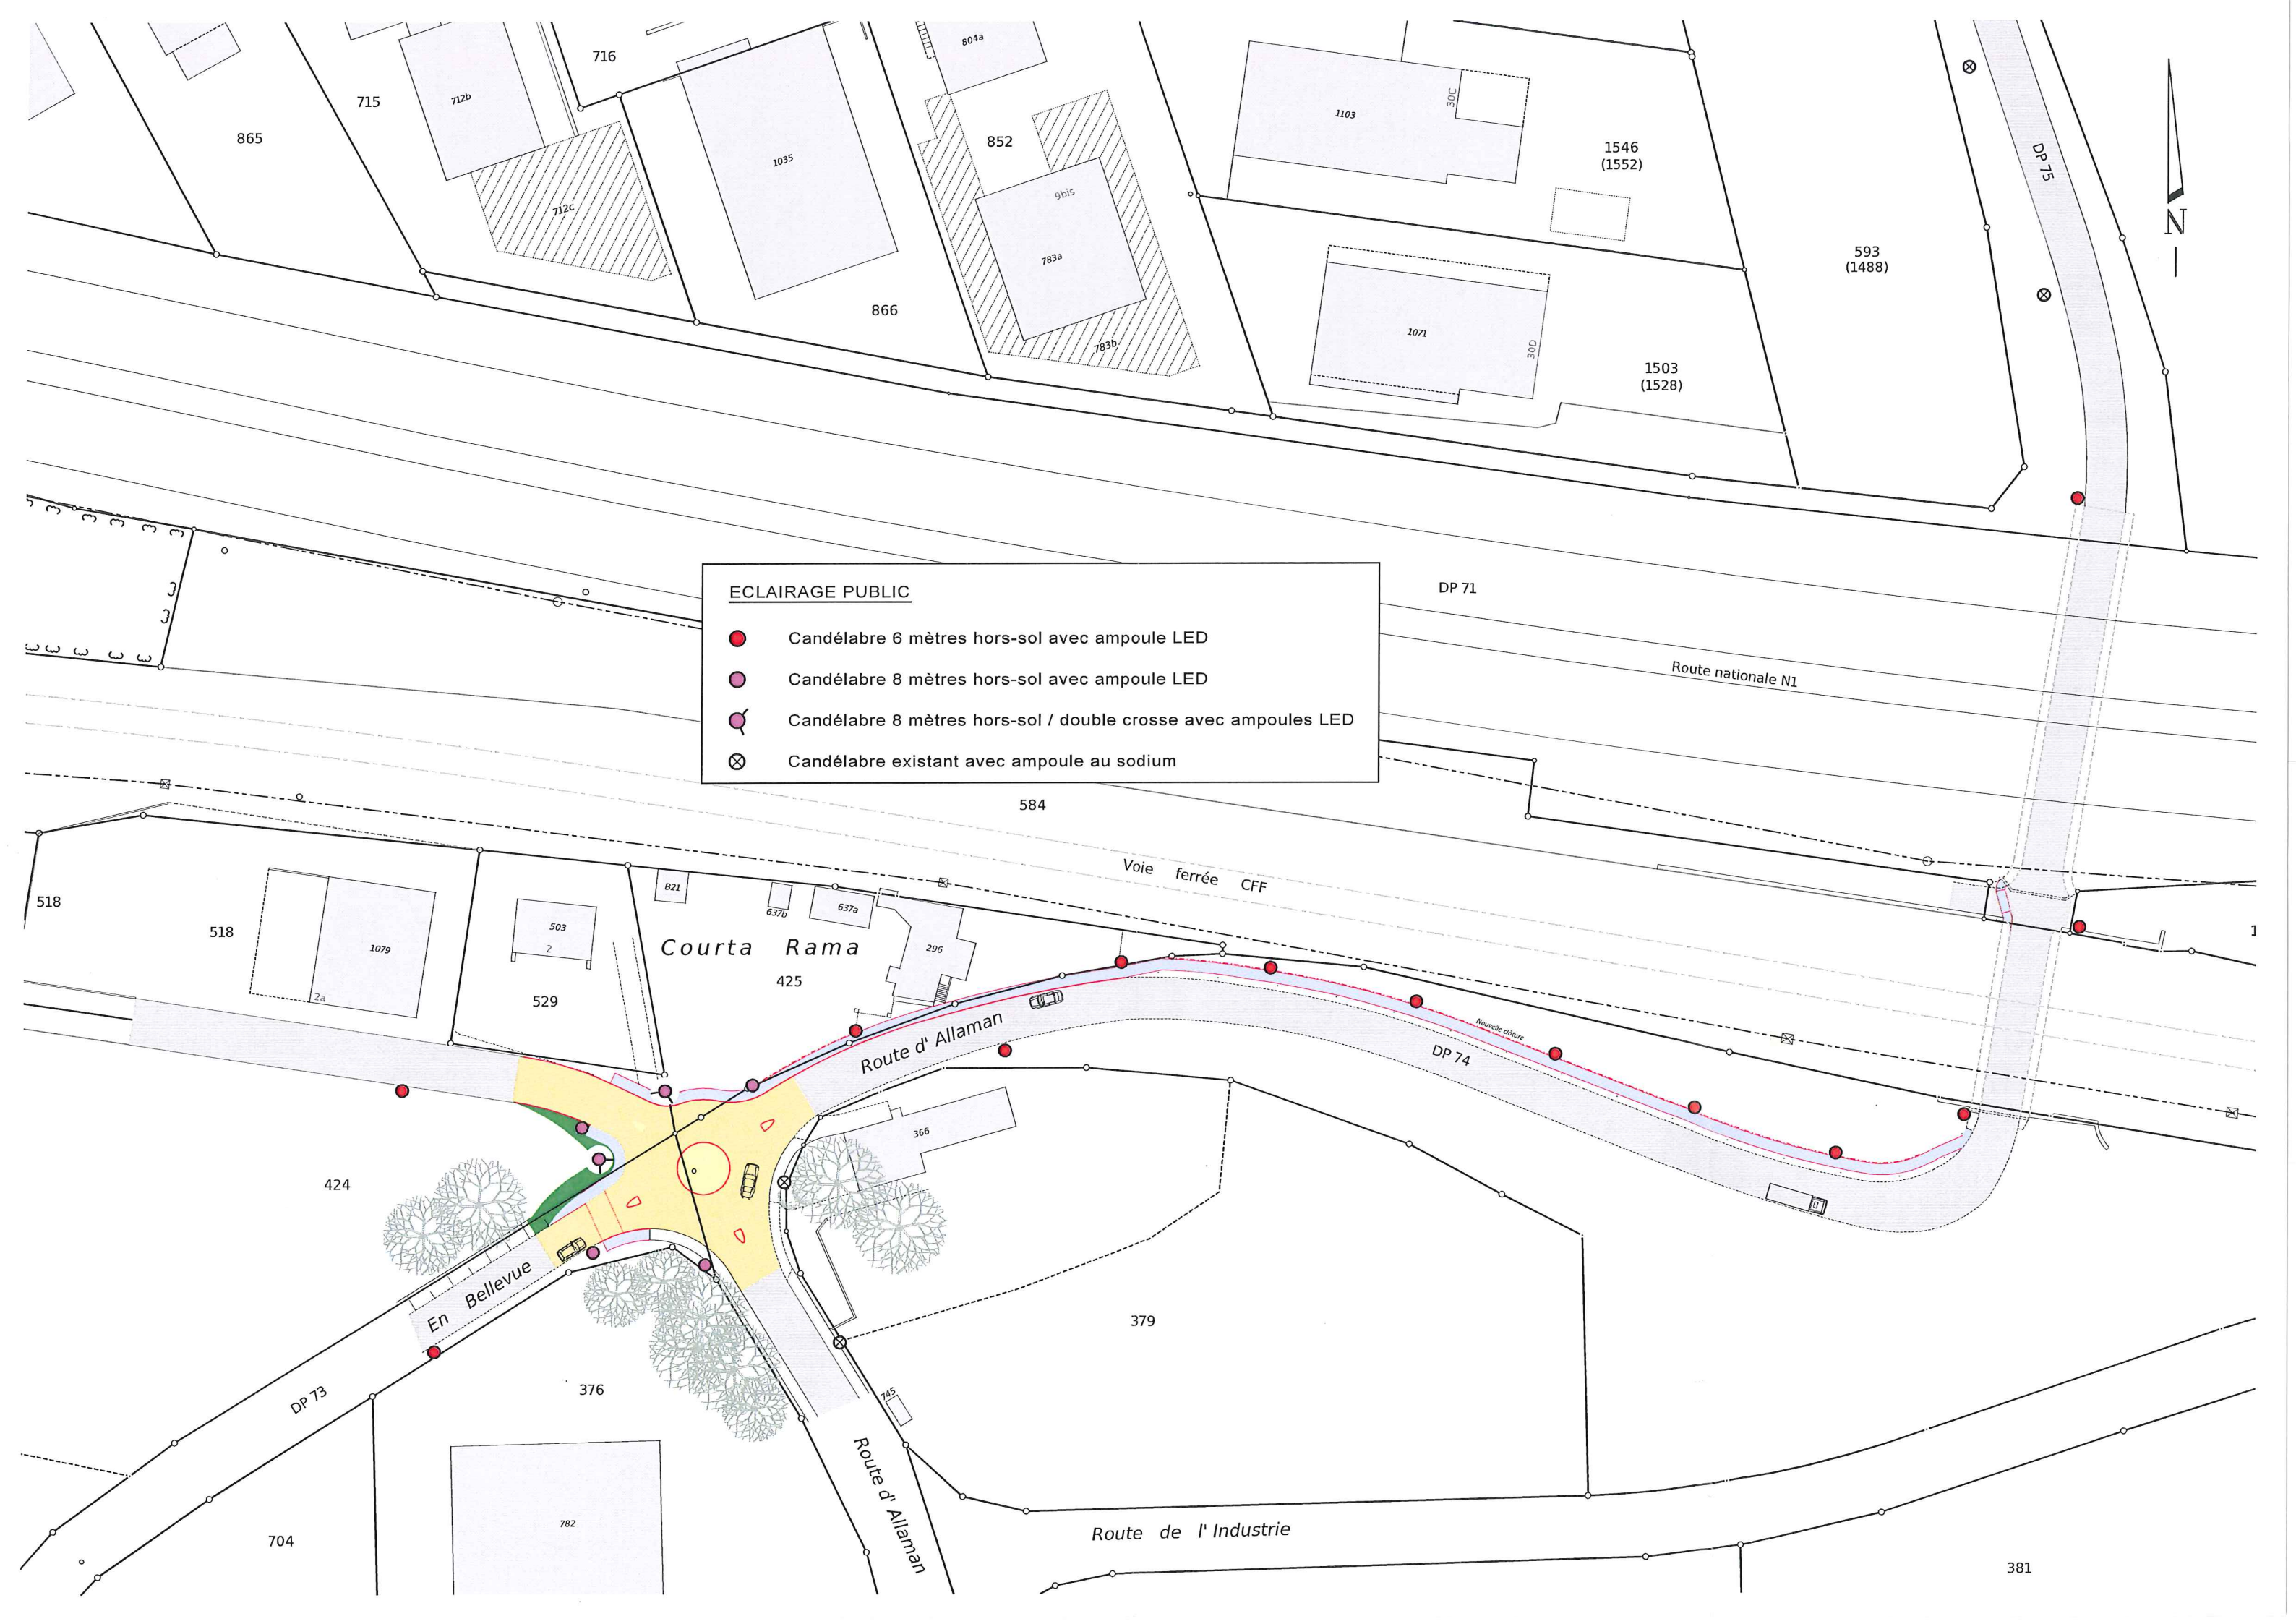 716
804a
715
712b
865
1035
852
1103
30C
1546
(1552)
DP 75
712c
9bis
783a
N
593
(1488)
866
783b
1071
30D
1503
(1528)
DP 71
ECLAIRAGE PUBLIC
Candélabre 6 mètres hors-sol avec ampoule LED
Candélabre 8 mètres hors-sol avec ampoule LED
Candélabre 8 mètres hors-sol / double crosse avec ampoules LED
Candélabre existant avec ampoule au sodium
Route nationale N1
584
Voie ferrée CFF
518
518
1079
2a
503
2
529
B21
637b
637a
296
Courta Rama
425
1
Route d' Allaman
Nouvelle clôture
DP 74
366
424
En Bellevue
DP 73
379
376
745
782
704
Route d' Allaman
Route de l' Industrie
381